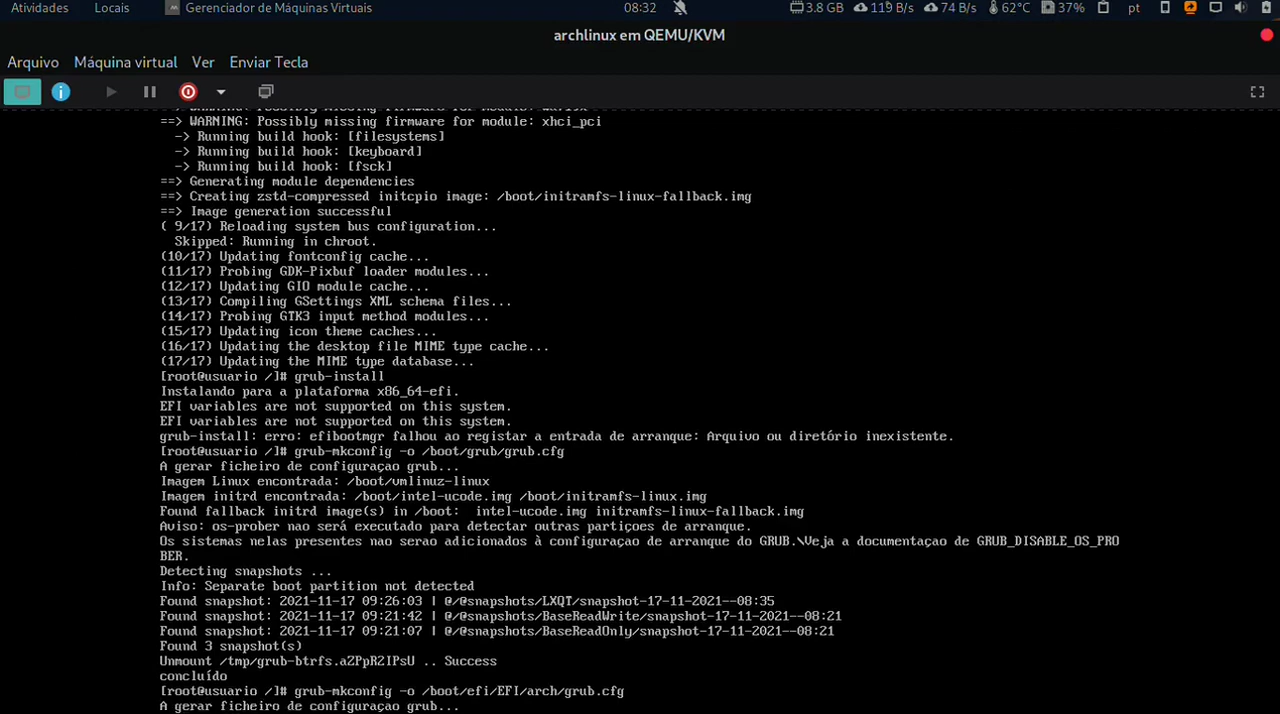 Atividades Locais Gerenciador de Máquinas Virtuais 08:32 3.8 GB 119 B/s 74 B/s 62°C 37% pt
archlinux em QEMU/KVM
Arquivo Máquina virtual Ver Enviar Tecla
==> WARNING: Possibly missing firmware for module: xhci_pci
-> Running build hook: [filesystems]
-> Running build hook: [keyboard]
-> Running build hook: [fsck]
==> Generating module dependencies
==> Creating zstd-compressed initcpio image: /boot/initramfs-linux-fallback.img
==> Image generation successful
( 9/17) Reloading system bus configuration...
Skipped: Running in chroot.
(10/17) Updating fontconfig cache...
(11/17) Probing GDK-Pixbuf loader modules...
(12/17) Updating GIO module cache...
(13/17) Compiling GSettings XML schema files...
(14/17) Probing GTK3 input method modules...
(15/17) Updating icon theme caches...
(16/17) Updating the desktop file MIME type cache...
(17/17) Updating the MIME type database...
[root@usuario /]# grub-install
Instalando para a plataforma x86_64-efi.
EFI variables are not supported on this system.
EFI variables are not supported on this system.
grub-install: erro: efibootmgr falhou ao registar a entrada de arranque: Arquivo ou diretório inexistente.
[root@usuario /]# grub-mkconfig -o /boot/grub/grub.cfg
A gerar ficheiro de configuraçao grub...
Imagem Linux encontrada: /boot/vmlinuz-linux
Imagem initrd encontrada: /boot/intel-ucode.img /boot/initramfs-linux.img
Found fallback initrd image(s) in /boot:  intel-ucode.img initramfs-linux-fallback.img
Aviso: os-prober nao será executado para detectar outras partiçoes de arranque.
Os sistemas nelas presentes nao serao adicionados à configuraçao de arranque do GRUB.\Veja a documentaçao de GRUB_DISABLE_OS_PRO
BER.
Detecting snapshots ...
Info: Separate boot partition not detected
Found snapshot: 2021-11-17 09:26:03 | @/@snapshots/LXQT/snapshot-17-11-2021--08:35
Found snapshot: 2021-11-17 09:21:42 | @/@snapshots/BaseReadWrite/snapshot-17-11-2021--08:21
Found snapshot: 2021-11-17 09:21:07 | @/@snapshots/BaseReadOnly/snapshot-17-11-2021--08:21
Found 3 snapshot(s)
Unmount /tmp/grub-btrfs.aZPpR2IPsU .. Success
concluído
[root@usuario /]# grub-mkconfig -o /boot/efi/EFI/arch/grub.cfg
A gerar ficheiro de configuraçao grub...